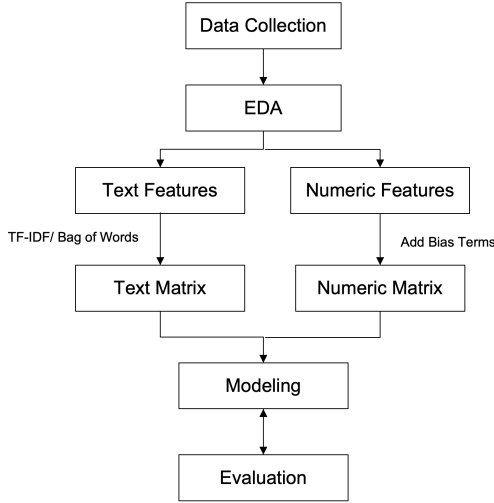 Data Collection
EDA
Text Features
Numeric Features
TF-IDF/ Bag of Words
Add Bias Terms
Text Matrix
Numeric Matrix
Modeling
Evaluation